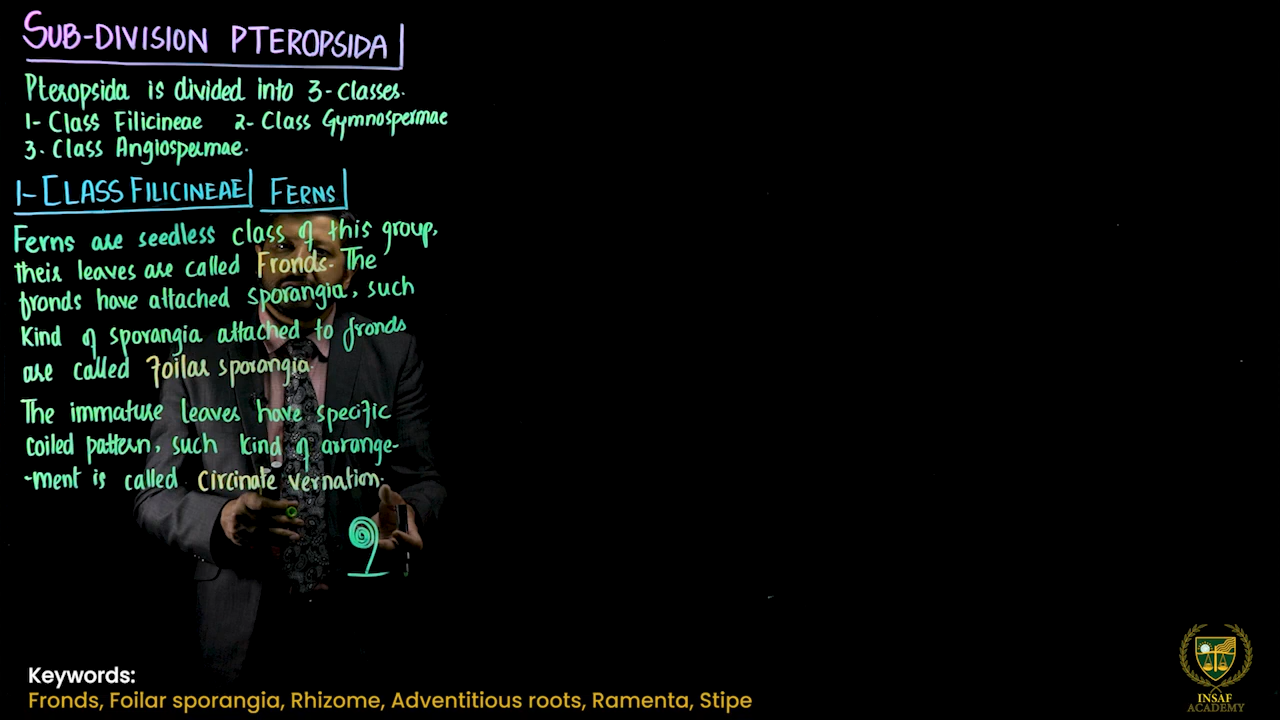 SUB-DIVISION PTEROPSIDA
Pteropsida is divided into 3-classes.
1- Class Filicineae 2- Class Gymnospermae
3. Class Angiospermae.
1- CLASS FILICINEAE FERNS
Ferns are seedless class of this group,
their leaves are called Fronds. The
fronds have attached sporangia, such
Kind of sporangia attached to fronds
are called Foilar sporangia.
The immature leaves have specific
coiled pattern, such kind of arrange-
-ment is called circinate vernation.
Keywords:
Fronds, Foilar sporangia, Rhizome, Adventitious roots, Ramenta, Stipe
INSAF
ACADEMY